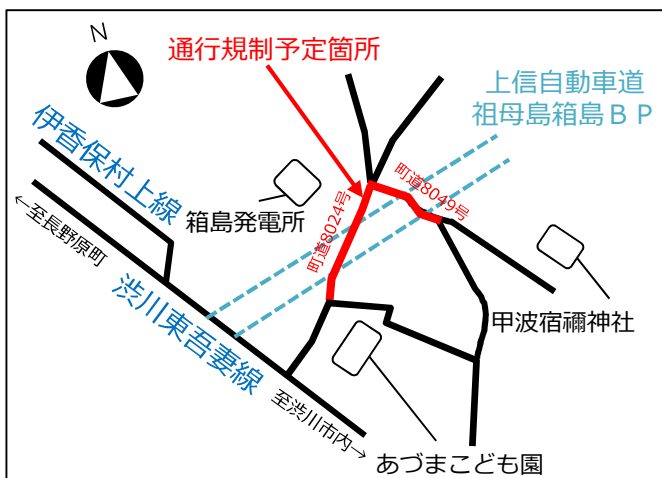 N
通行規制予定箇所
上信自動車道
祖母島箱島BP
伊香保村上線
箱島発電所
町道8049号
町道8024号
←至長野原町
渋川東吾妻線
甲波宿禰神社
至渋川市内→
あづまこども園